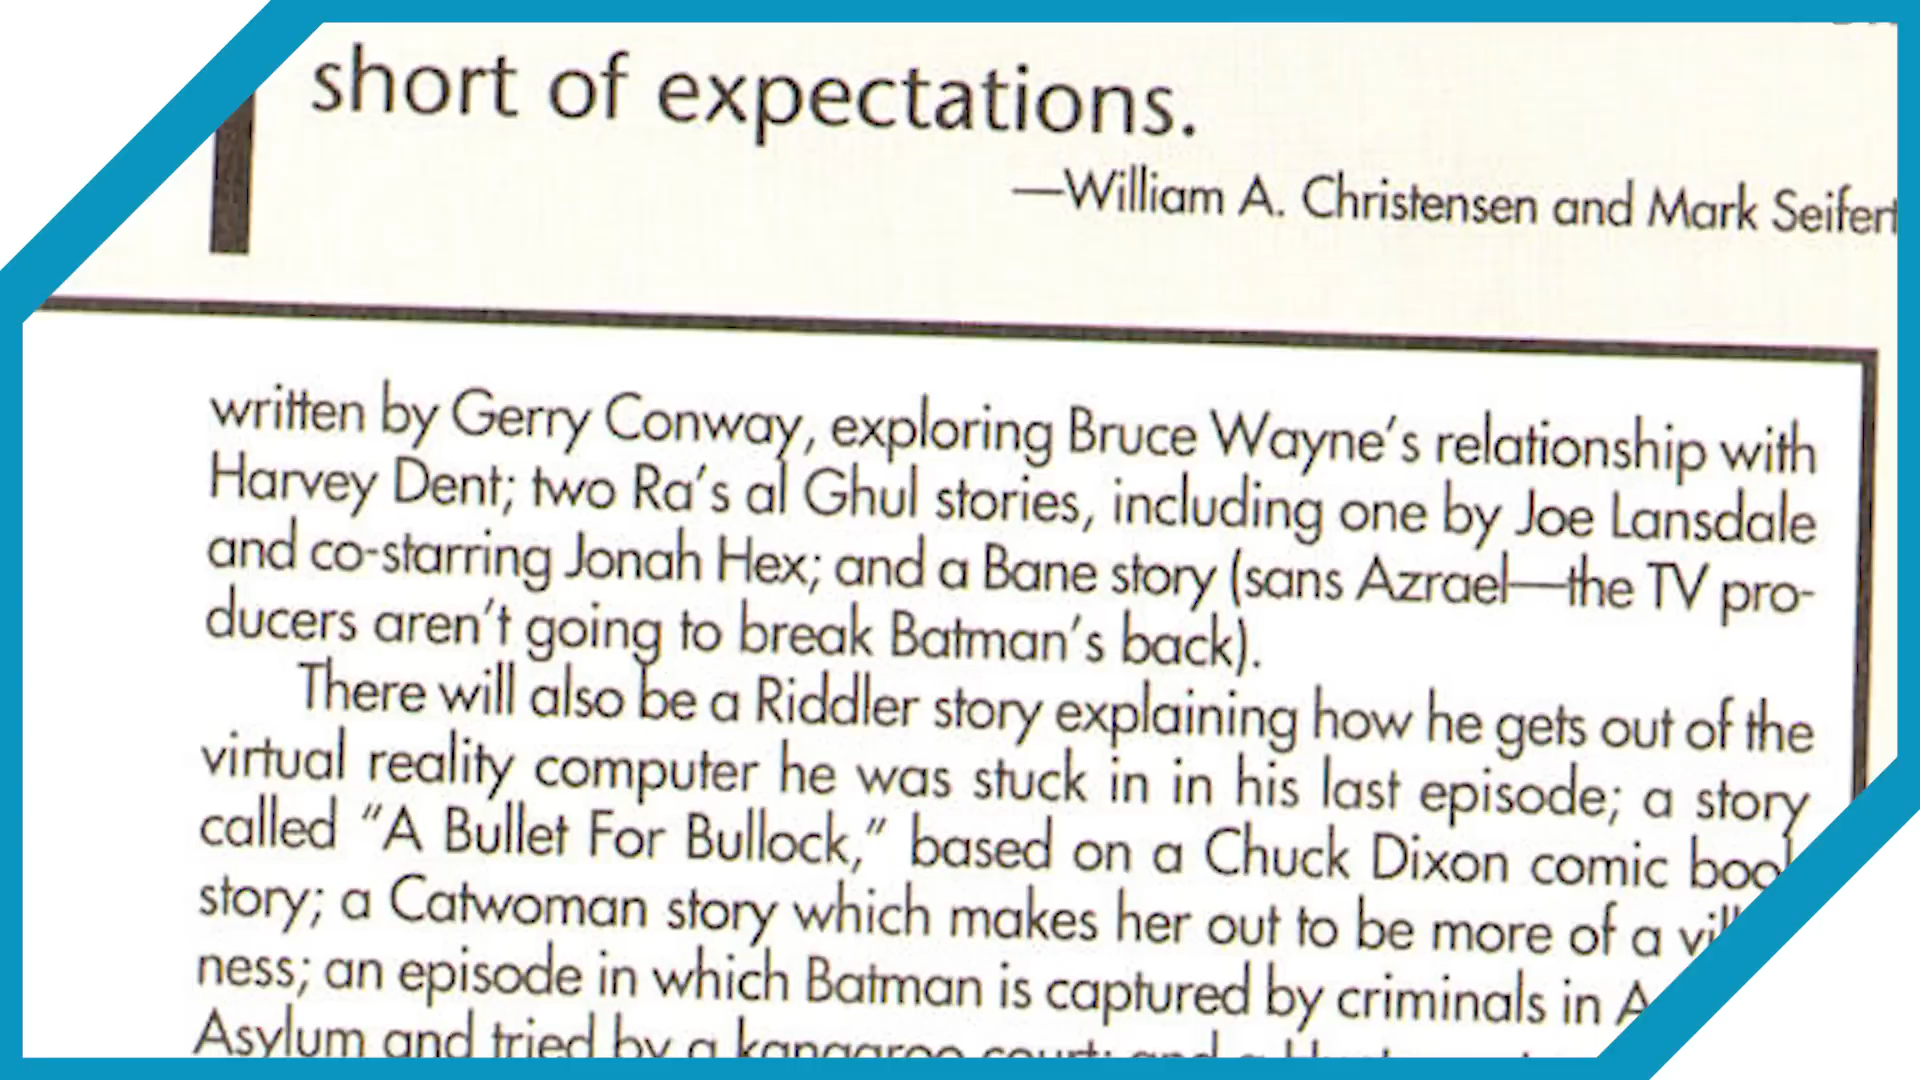 short of expectations.
—William A. Christensen and Mark Seifert
written by Gerry Conway, exploring Bruce Wayne's relationship with
Harvey Dent; two Ra's al Ghul stories, including one by Joe Lansdale
and co-starring Jonah Hex; and a Bane story (sans Azrael—the TV pro-
ducers aren't going to break Batman's back).
There will also be a Riddler story explaining how he gets out of the
virtual reality computer he was stuck in in his last episode; a story
called "A Bullet For Bullock," based on a Chuck Dixon comic book
story; a Catwoman story which makes her out to be more of a
ness; an episode in which Batman is captured by criminals in
Asylum and tried by a kangaroo court; and a